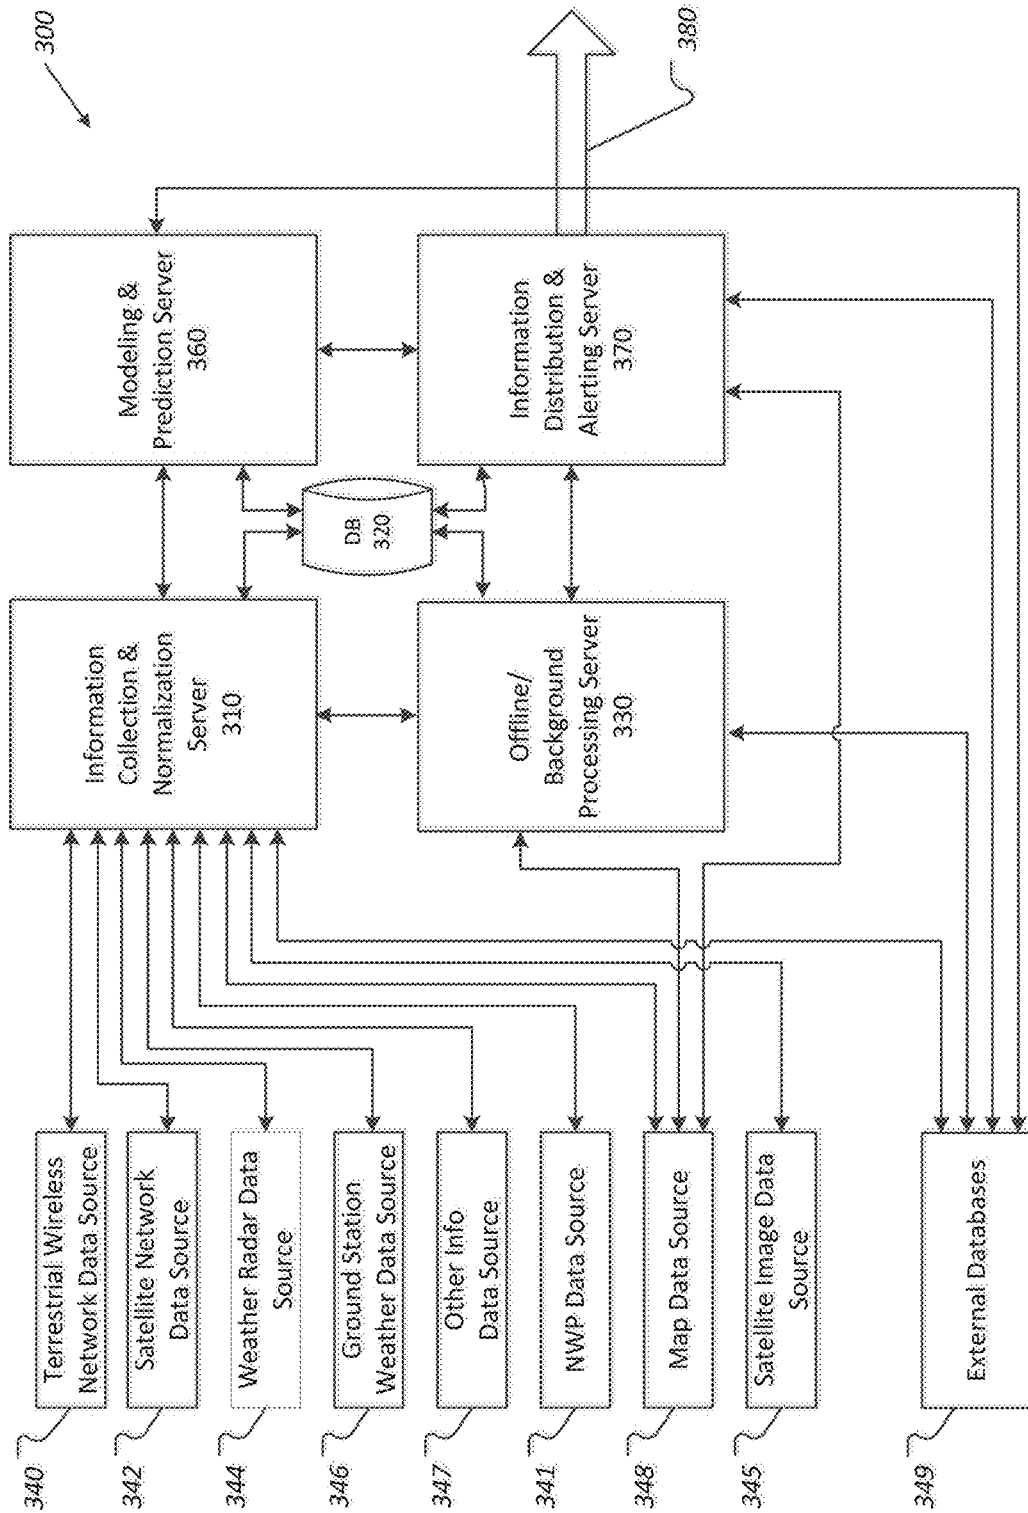 300
Terrestrial Wireless
Network Data Source
340
Satellite Network
Data Source
342
Weather Radar Data
Source
344
Ground Station
Weather Data Source
346
Other Info
Data Source
347
NWP Data Source
341
Map Data Source
348
Satellite Image Data
Source
345
External Databases
349
Information
Collection &
Normalization
Server
310
Offline/
Background
Processing Server
330
DB
320
Modeling &
Prediction Server
360
Information
Distribution &
Alerting Server
370
380